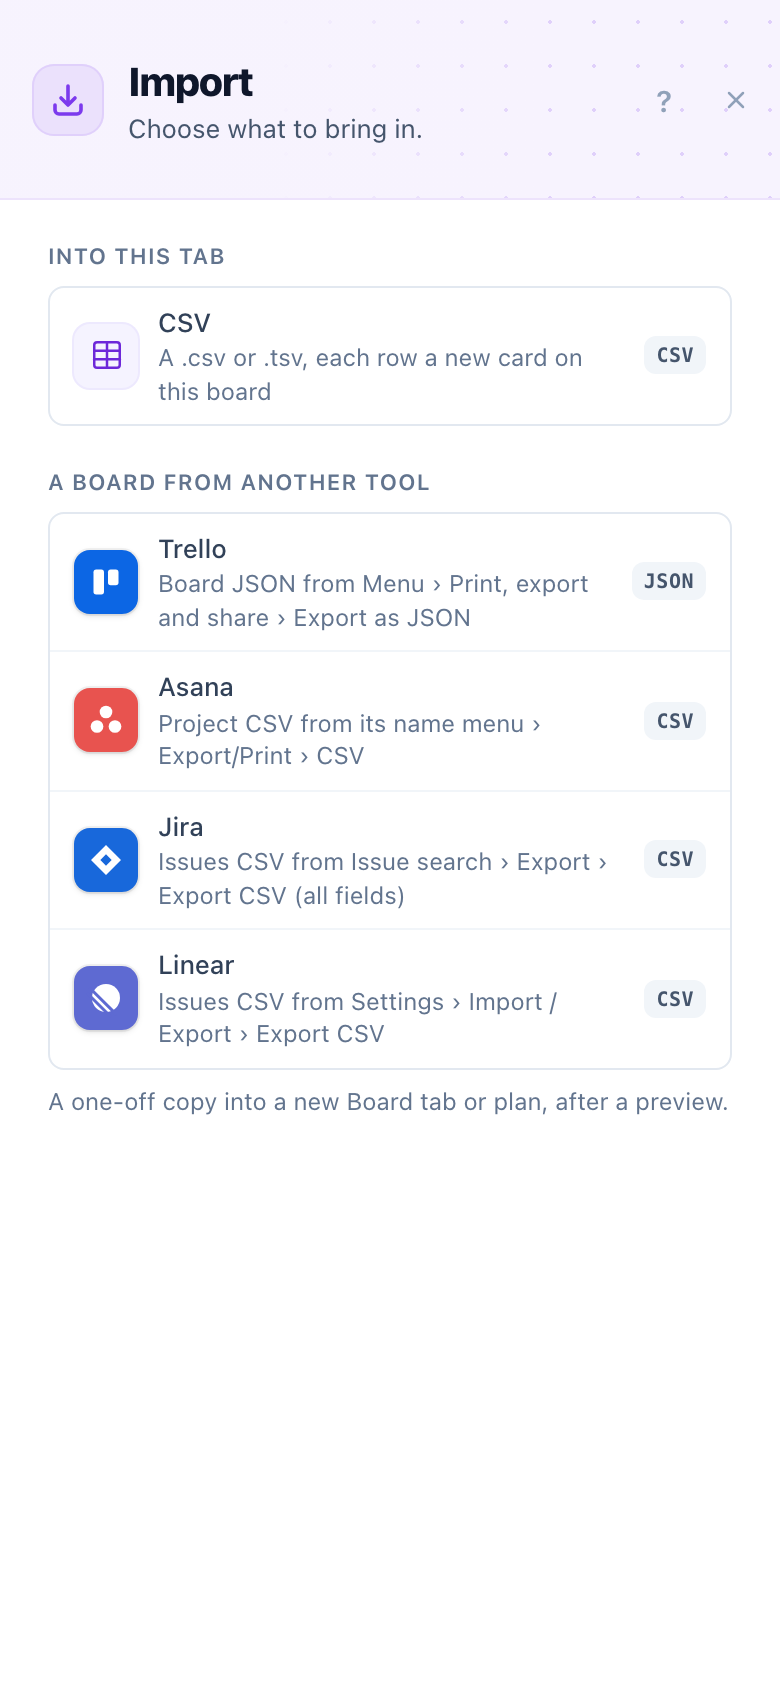 Import
Choose what to bring in.
?
INTO THIS TAB
CSV
A .csv or .tsv, each row a new card on
this board
CSV
A BOARD FROM ANOTHER TOOL
Trello
Board JSON from Menu › Print, export
and share › Export as JSON
JSON
Asana
Project CSV from its name menu ›
Export/Print › CSV
CSV
Jira
Issues CSV from Issue search › Export ›
Export CSV (all fields)
CSV
Linear
Issues CSV from Settings › Import /
Export › Export CSV
CSV
A one-off copy into a new Board tab or plan, after a preview.